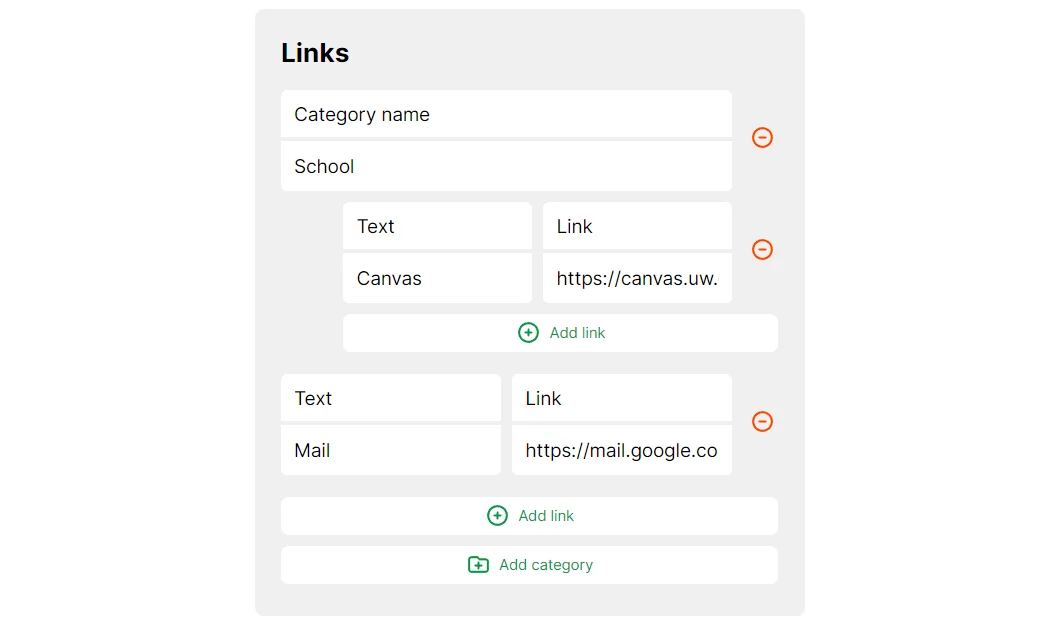 Links
Category name
School
Text
Link
Canvas
https://canvas.uw.
Add link
Text
Link
Mail
https://mail.google.co
Add link
Add category